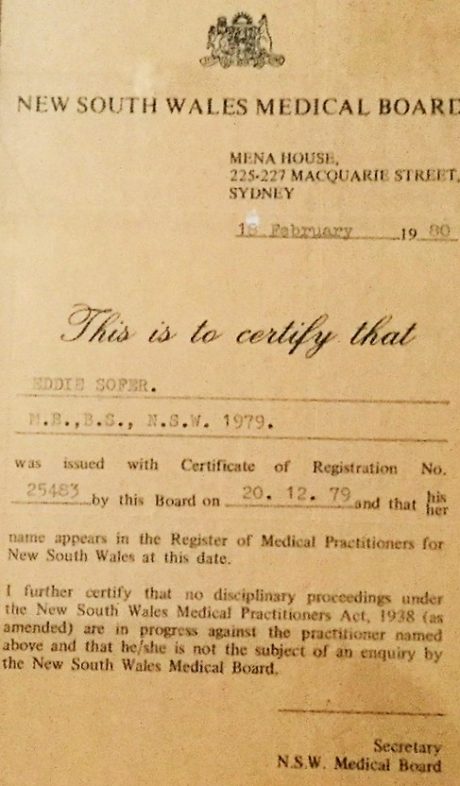 NEW SOUTH WALES MEDICAL BOARD
MENA HOUSE,
225-227 MACQUARIE STREET,
SYDNEY
18 February 19 80
This is to certify that
EDDIE SOFER.
M.B.,B.S., N.S.W. 1979.
was issued with Certificate of Registration No.
25483 by this Board on 20. 12. 79 and that his
her
name appears in the Register of Medical Practitioners for
New South Wales at this date.
I further certify that no disciplinary proceedings under
the New South Wales Medical Practitioners Act, 1938 (as
amended) are in progress against the practitioner named
above and that he/she is not the subject of an enquiry by
the New South Wales Medical Board.
Secretary
N.S.W. Medical Board